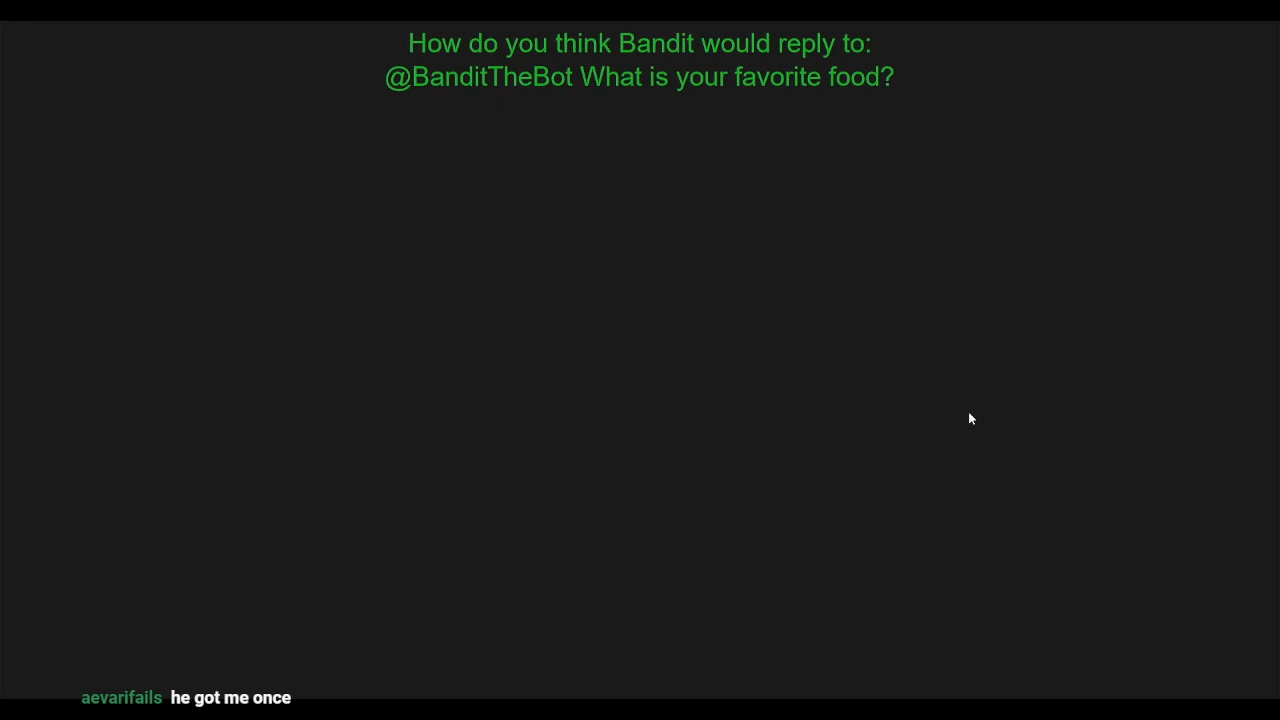 How do you think Bandit would reply to:
@BanditTheBot What is your favorite food?
aevarifails he got me once